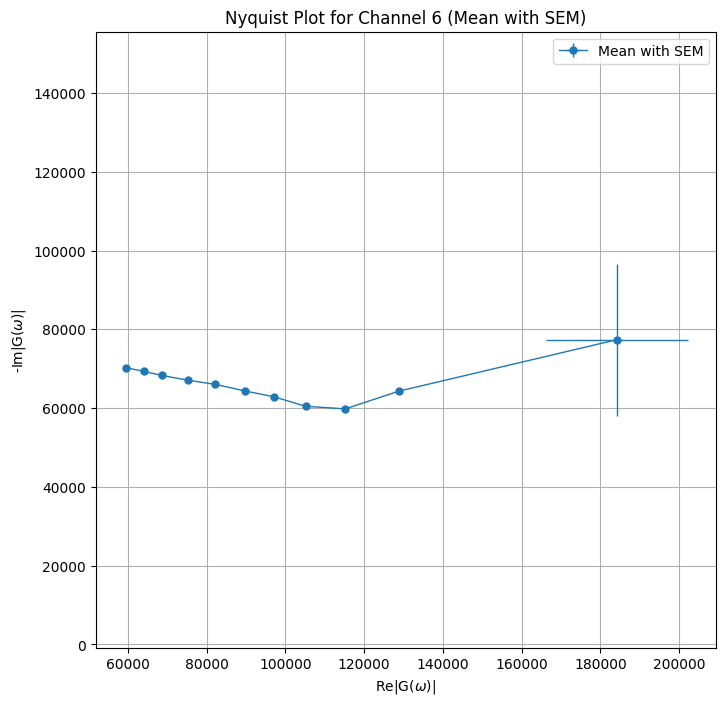 Nyquist Plot for Channel 6 (Mean with SEM)
Mean with SEM
-Im|G(ω)|
140000
120000
100000
80000
60000
40000
20000
0
60000 80000 100000 120000 140000 160000 180000 200000
Re|G(ω)|